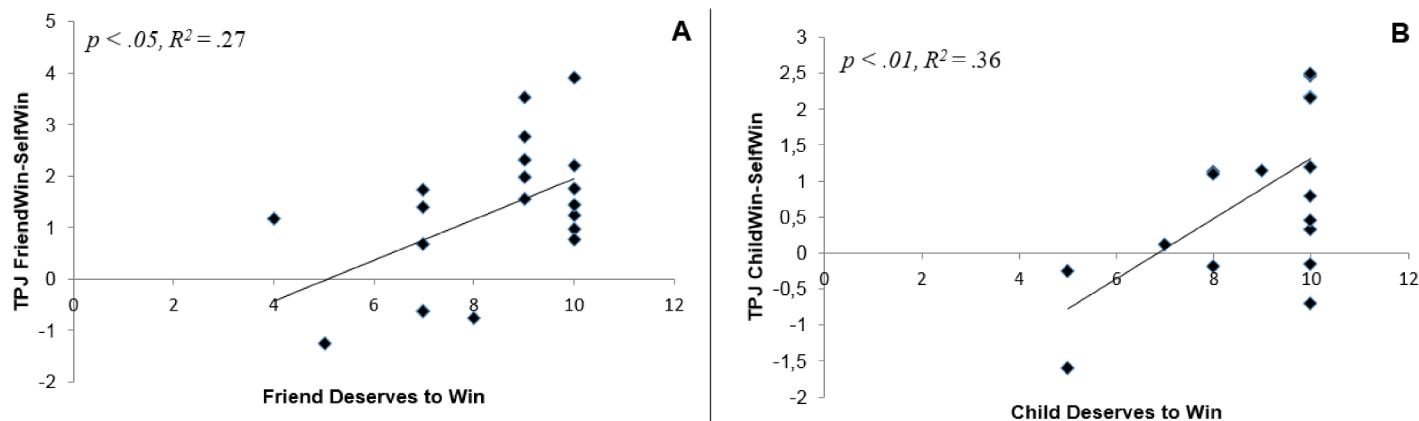 A
p < .05, R² = .27
TPJ FriendWin-SelfWin
5
4
3
2
1
0
-1
-2
0 2 4 6 8 10 12
Friend Deserves to Win
B
p < .01, R² = .36
TPJ ChildWin-SelfWin
3
2,5
2
1,5
1
0,5
0
-0,5
-1
-1,5
-2
0 2 4 6 8 10 12
Child Deserves to Win